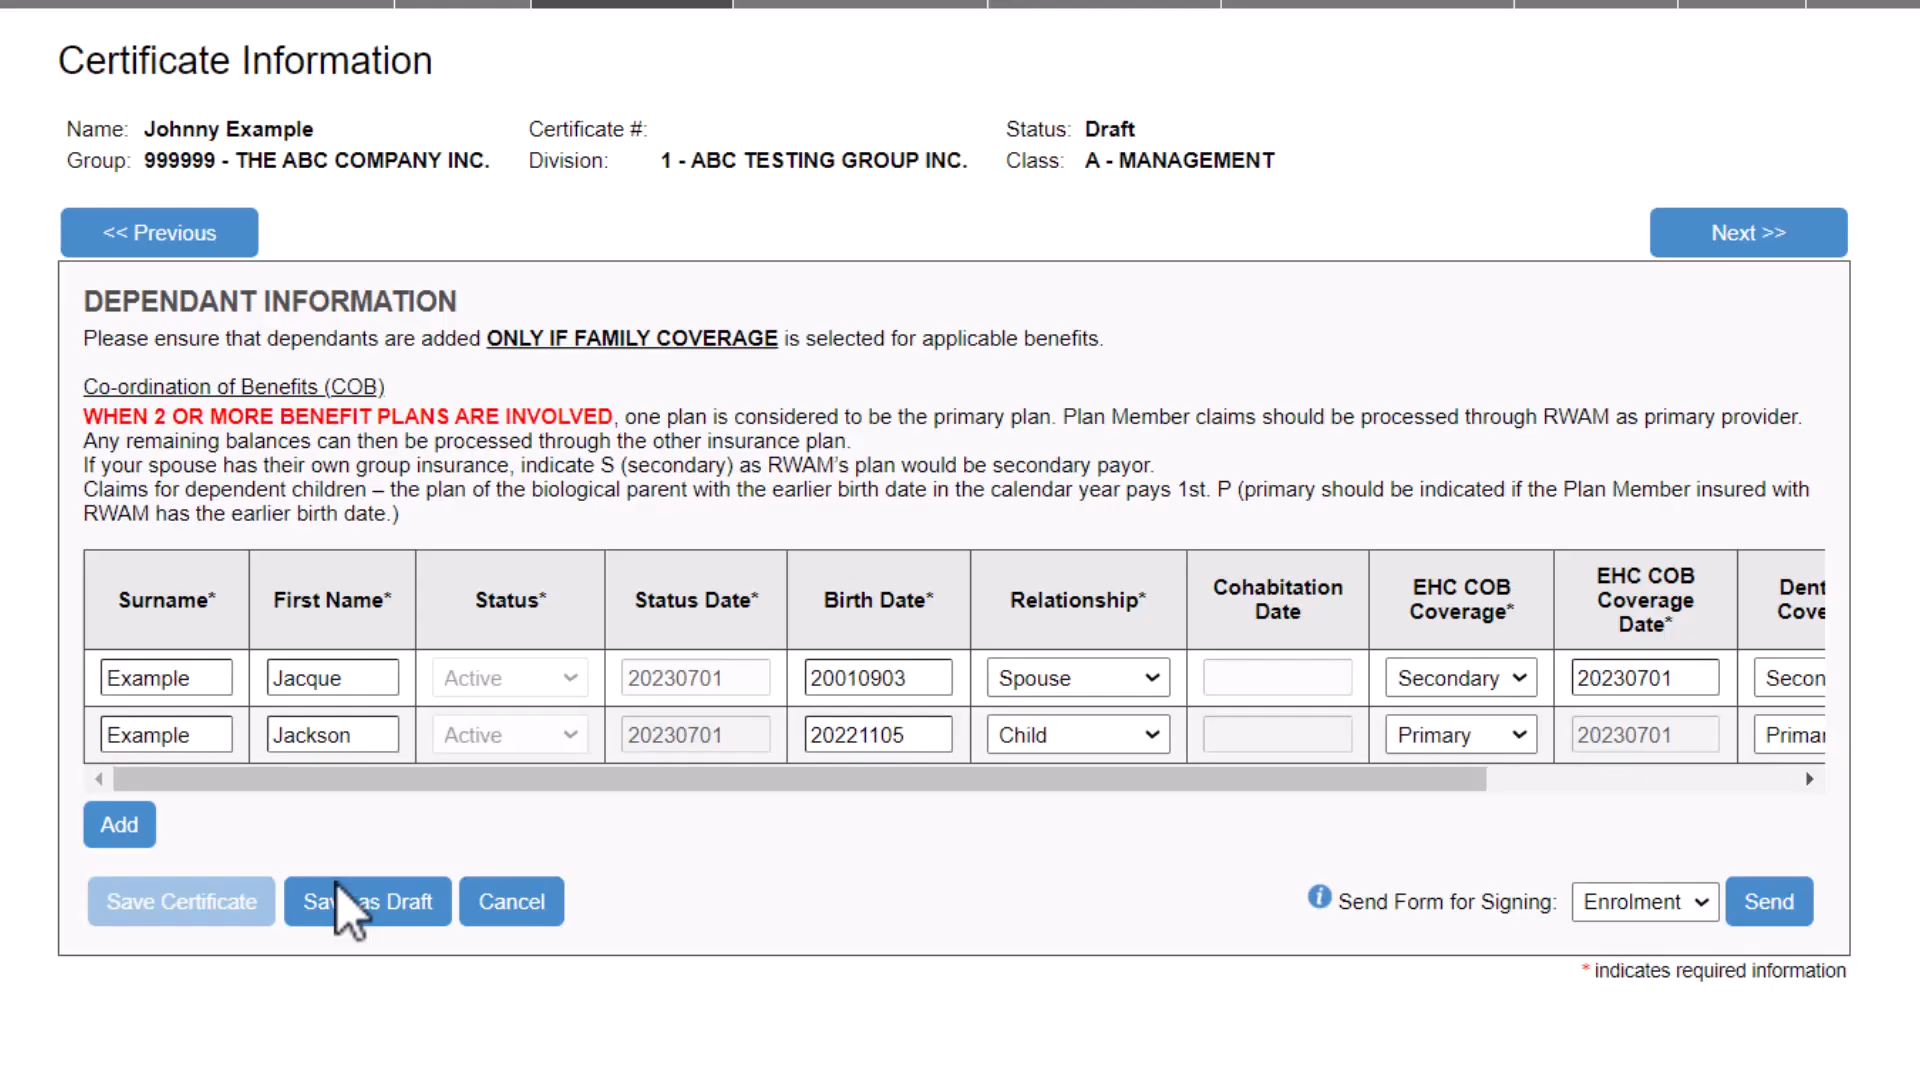 Certificate Information
Name: Johnny Example Certificate #: Status: Draft
Group: 999999 - THE ABC COMPANY INC. Division: 1 - ABC TESTING GROUP INC. Class: A - MANAGEMENT
<< Previous Next >>
DEPENDANT INFORMATION
Please ensure that dependants are added ONLY IF FAMILY COVERAGE is selected for applicable benefits.
Co-ordination of Benefits (COB)
WHEN 2 OR MORE BENEFIT PLANS ARE INVOLVED, one plan is considered to be the primary plan. Plan Member claims should be processed through RWAM as primary provider.
Any remaining balances can then be processed through the other insurance plan.
If your spouse has their own group insurance, indicate S (secondary) as RWAM's plan would be secondary payor.
Claims for dependent children – the plan of the biological parent with the earlier birth date in the calendar year pays 1st. P (primary should be indicated if the Plan Member insured with
RWAM has the earlier birth date.)
Surname* First Name* Status* Status Date* Birth Date* Relationship* Cohabitation Date EHC COB Coverage* EHC COB Coverage Date* Dent Cove
Example Jacque Active 20230701 20010903 Spouse Secondary 20230701 Secon
Example Jackson Active 20230701 20221105 Child Primary 20230701 Primar
Add
Save Certificate Save as Draft Cancel Send Form for Signing: Enrolment Send
* indicates required information